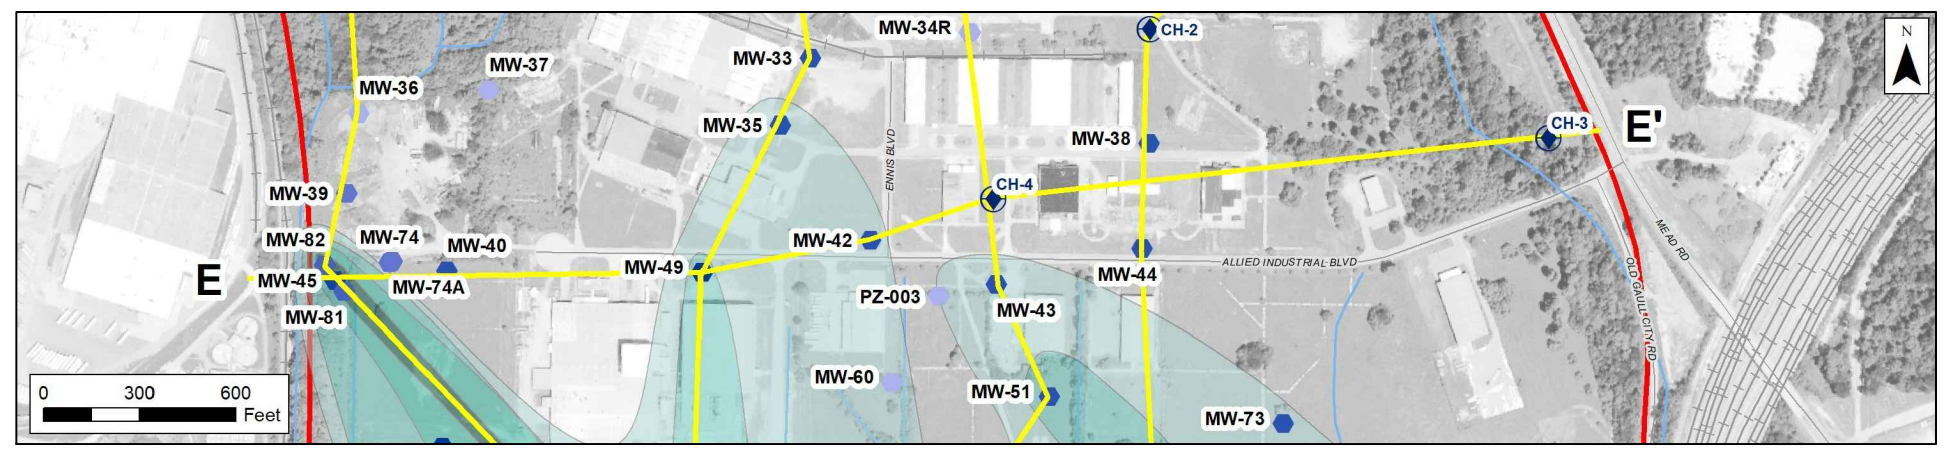 MW-34R
CH-2
N
MW-33
MW-37
MW-36
MW-35
MW-38
CH-3
E'
ENNIS BLVD
CH-4
MW-39
MW-82
MW-74
MW-40
MW-42
MEAD RD
E
MW-45
MW-74A
MW-49
MW-44
ALLIED INDUSTRIAL BLVD
OLD GAULL CITY RD
MW-81
PZ-003
MW-43
MW-60
MW-51
MW-73
0 300 600
Feet